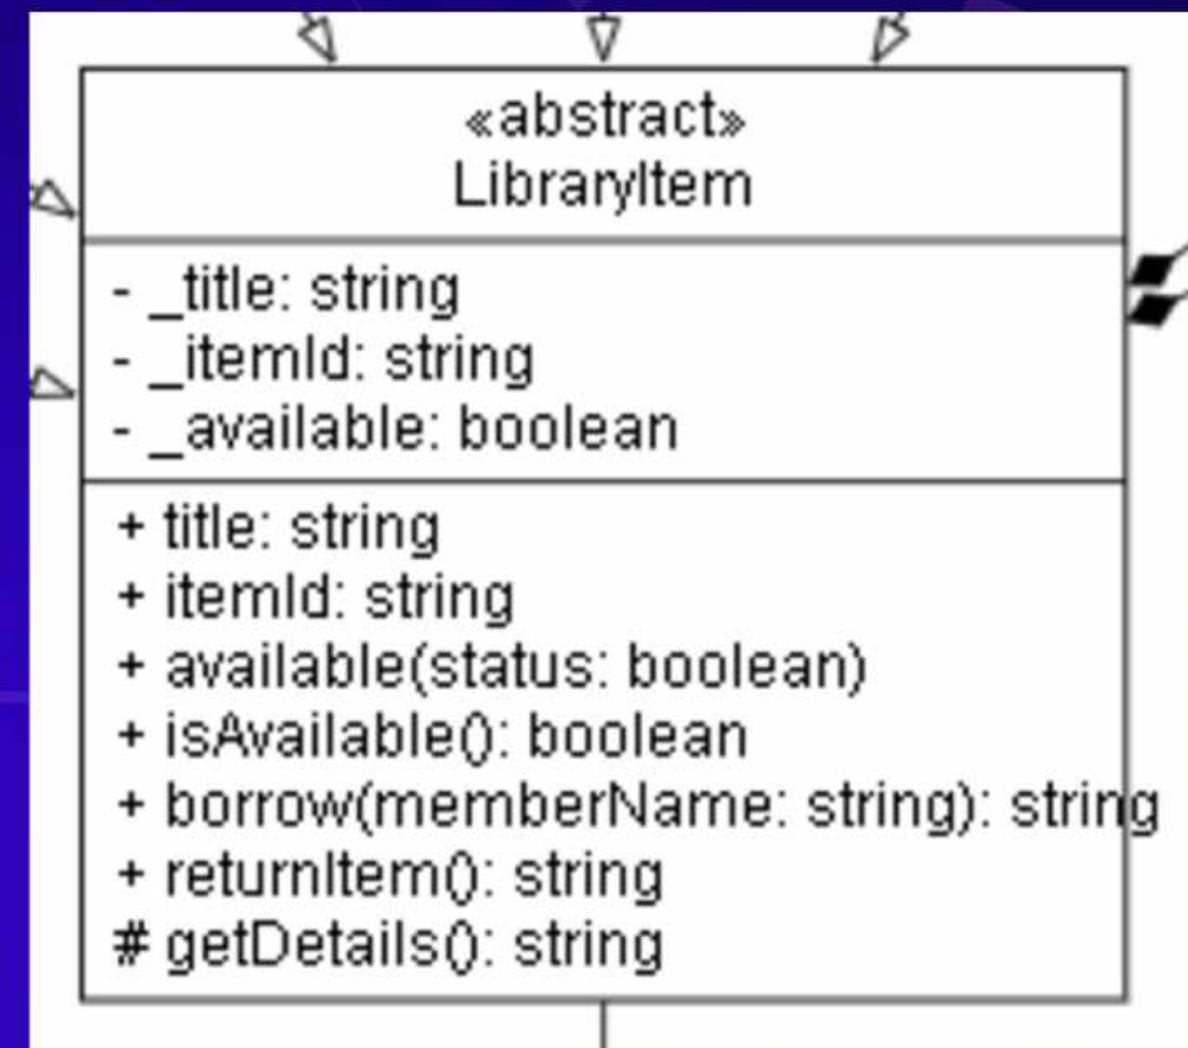 «abstract»
LibraryItem
- _title: string
- _itemId: string
- _available: boolean
+ title: string
+ itemId: string
+ available(status: boolean)
+ isAvailable(): boolean
+ borrow(memberName: string): string
+ returnItem(): string
# getDetails(): string